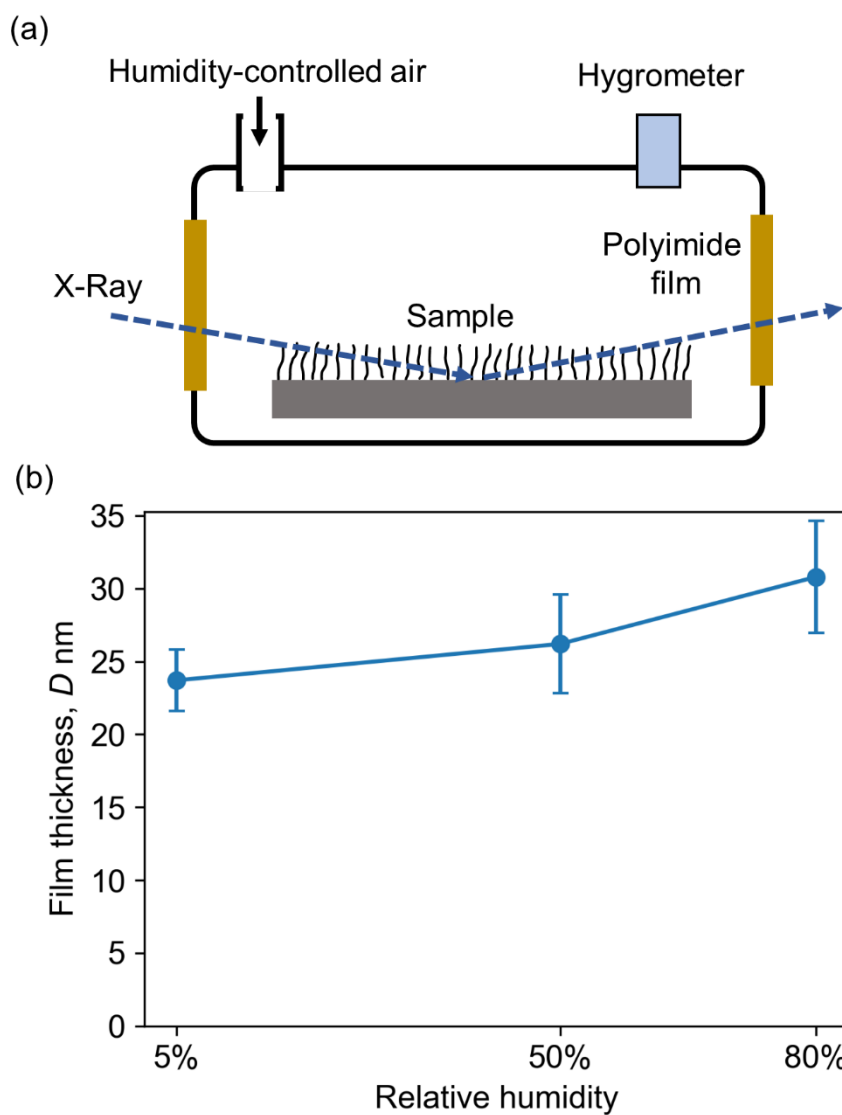 (a)
Humidity-controlled air
Hygrometer
Polyimide
film
X-Ray
Sample
(b)
35
30
25
20
15
10
5
0
Film thickness, D nm
5%
50%
80%
Relative humidity